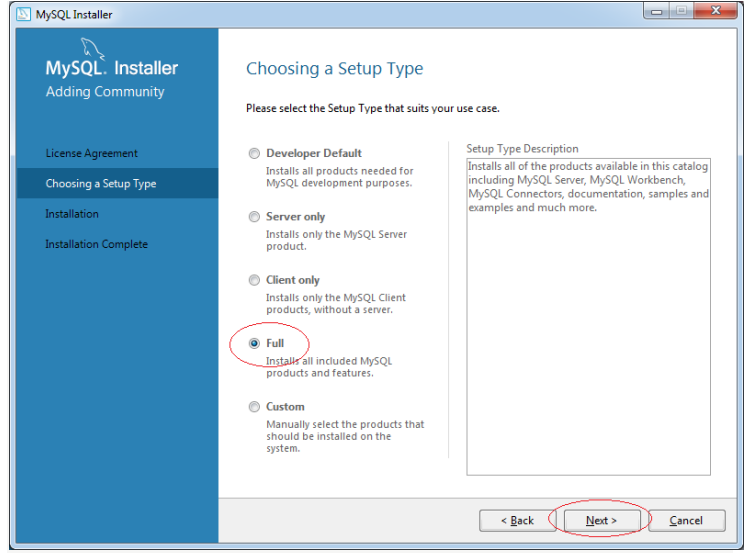 MySQL Installer
MySQL. Installer
Adding Community
License Agreement
Choosing a Setup Type
Installation
Installation Complete
Choosing a Setup Type
Please select the Setup Type that suits your use case.
Developer Default
Installs all products needed for
MySQL development purposes.
Server only
Installs only the MySQL Server
product.
Client only
Installs only the MySQL Client
products, without a server.
Full
Installs all included MySQL
products and features.
Custom
Manually select the products that
should be installed on the
system.
Setup Type Description
Installs all of the products available in this catalog
including MySQL Server, MySQL Workbench,
MySQL Connectors, documentation, samples and
examples and much more.
< Back
Next >
Cancel